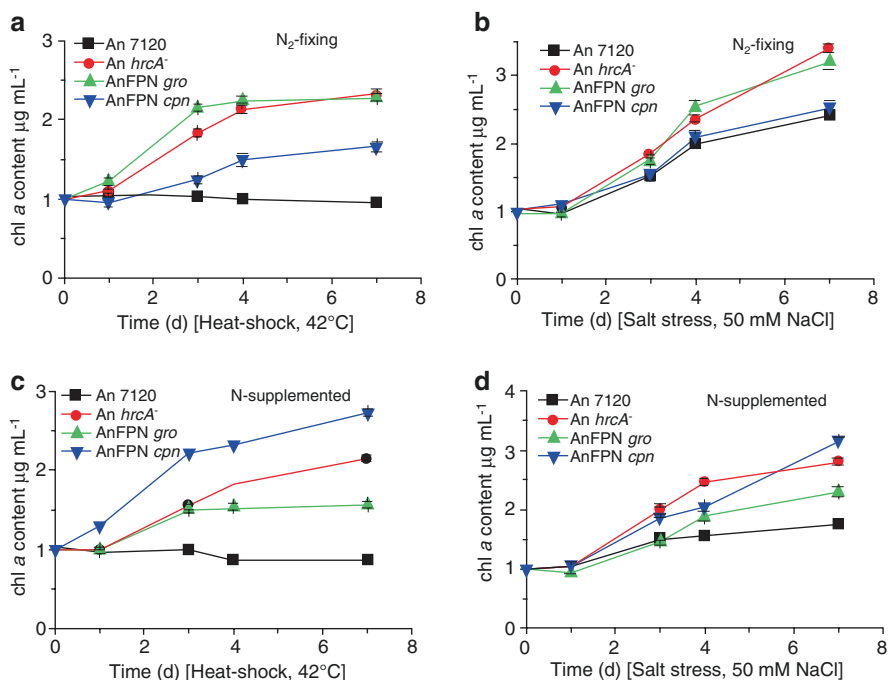 a
N₂-fixing
An 7120
An hrcA⁻
AnFPN gro
AnFPN cpn
chl a content µg mL⁻¹
3
2
1
0
0 2 4 6 8
Time (d) [Heat-shock, 42°C]
b
N₂-fixing
An 7120
An hrcA⁻
AnFPN gro
AnFPN cpn
chl a content µg mL⁻¹
3
2
1
0
0 2 4 6 8
Time (d) [Salt stress, 50 mM NaCl]
c
N-supplemented
An 7120
An hrcA⁻
AnFPN gro
AnFPN cpn
chl a content µg mL⁻¹
3
2
1
0
0 2 4 6 8
Time (d) [Heat-shock, 42°C]
d
N-supplemented
An 7120
An hrcA⁻
AnFPN gro
AnFPN cpn
chl a content µg mL⁻¹
4
3
2
1
0
0 2 4 6 8
Time (d) [Salt stress, 50 mM NaCl]